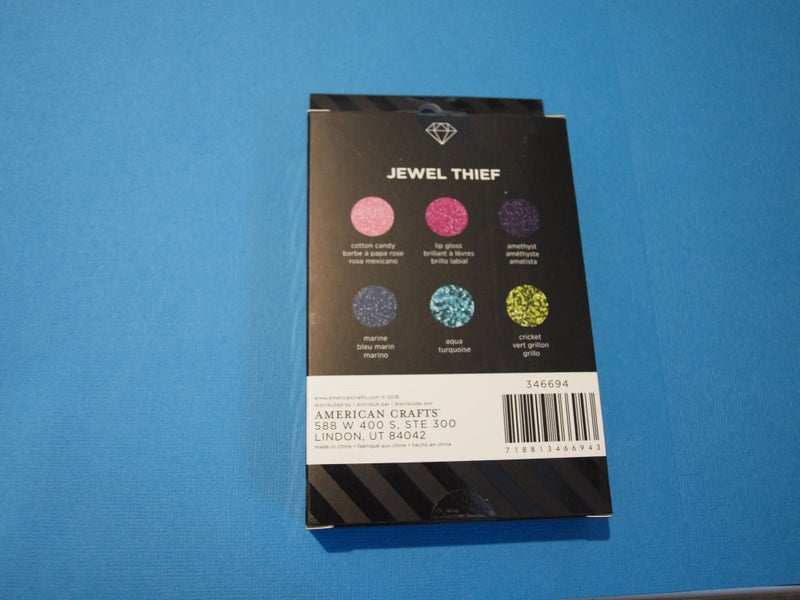 JEWEL THIEF
cotton candy
barbe à papa rose
rosa mexicano
lip gloss
brillant à lèvres
brillo labial
amethyst
améthyste
amatista
marine
bleu marin
marino
aqua
turquoise
cricket
vert grillon
grillo
www.americancrafts.com © 2018
distributed by | distribué par | distribuido por
AMERICAN CRAFTS™
588 W 400 S, STE 300
LINDON, UT 84042
made in china • fabriqué aux chine • hecho en china
346694
7 18813 46694 3